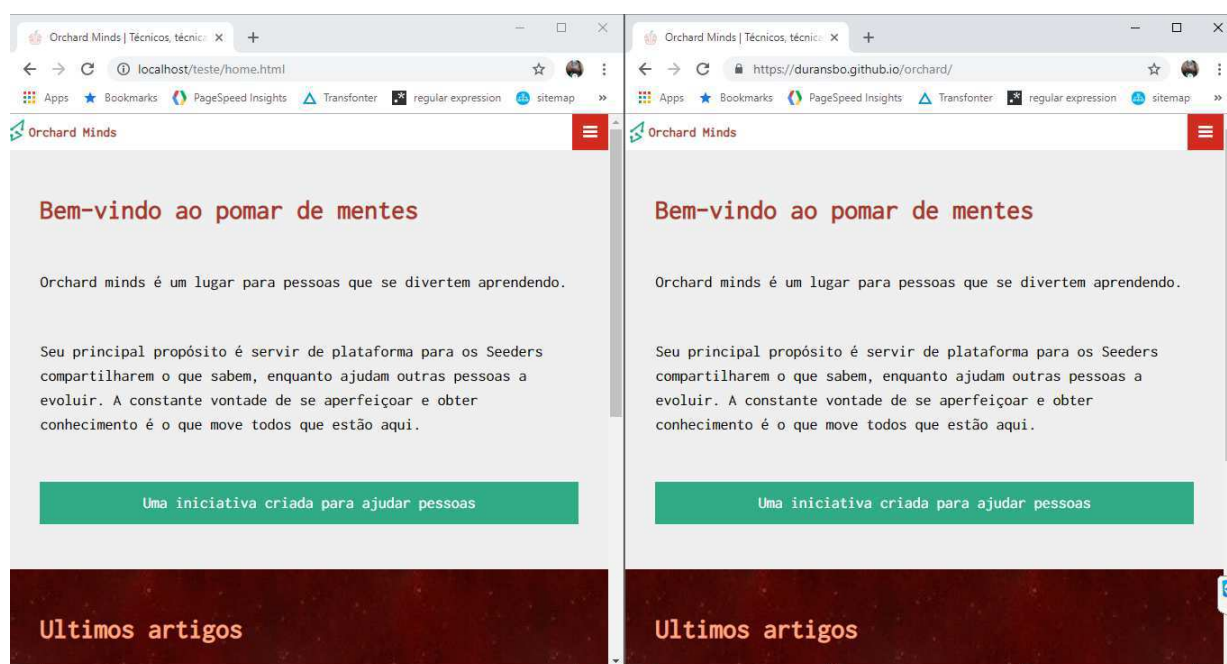 Orchard Minds | Técnicos, técnic
localhost/teste/home.html
Apps Bookmarks PageSpeed Insights Transfonter regular expression sitemap »
Orchard Minds
Bem-vindo ao pomar de mentes
Orchard minds é um lugar para pessoas que se divertem aprendendo.
Seu principal propósito é servir de plataforma para os Seeders
compartilharem o que sabem, enquanto ajudam outras pessoas a
evoluir. A constante vontade de se aperfeiçoar e obter
conhecimento é o que move todos que estão aqui.
Uma iniciativa criada para ajudar pessoas
Ultimos artigos
Orchard Minds | Técnicos, técnic
https://duransbo.github.io/orchard/
Apps Bookmarks PageSpeed Insights Transfonter regular expression sitemap »
Orchard Minds
Bem-vindo ao pomar de mentes
Orchard minds é um lugar para pessoas que se divertem aprendendo.
Seu principal propósito é servir de plataforma para os Seeders
compartilharem o que sabem, enquanto ajudam outras pessoas a
evoluir. A constante vontade de se aperfeiçoar e obter
conhecimento é o que move todos que estão aqui.
Uma iniciativa criada para ajudar pessoas
Ultimos artigos